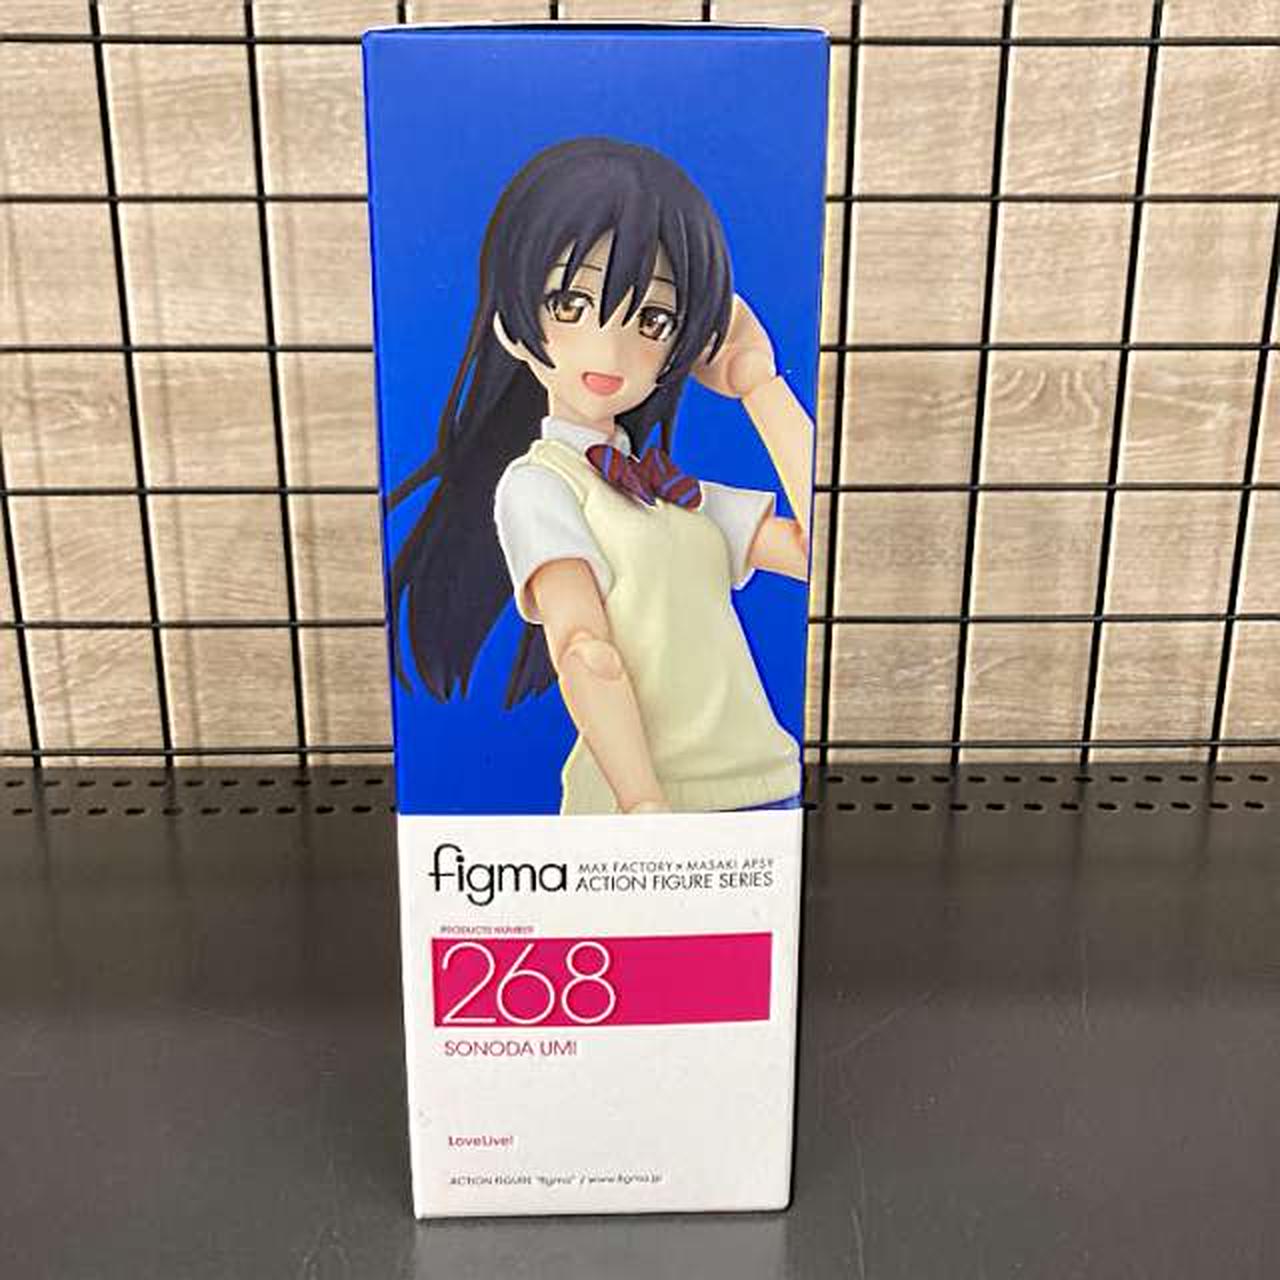 figma
MAX FACTORY × MASAKI APSY
ACTION FIGURE SERIES
PRODUCTS NUMBER
268
SONODA UMI
LoveLive!
ACTION FIGURE "figma" / www.figma.jp